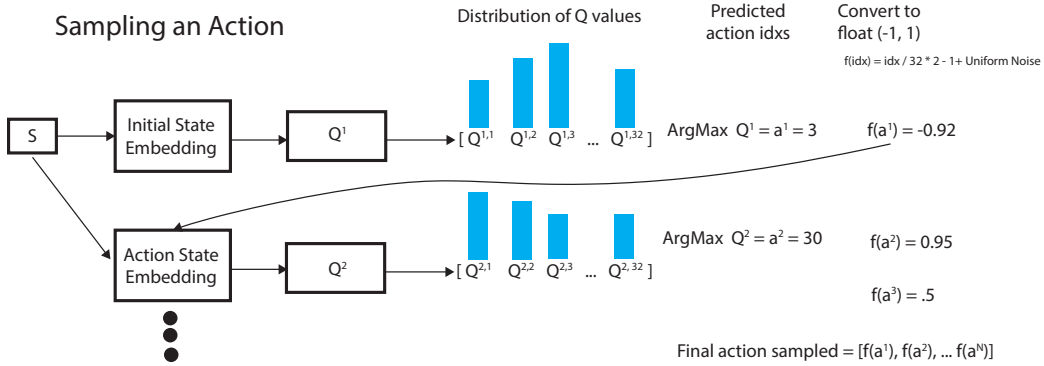 Sampling an Action
Distribution of Q values
Predicted
action idxs
Convert to
float (-1, 1)
f(idx) = idx / 32 * 2 - 1+ Uniform Noise
S
Initial State
Embedding
Q¹
[ Q¹,¹ Q¹,² Q¹,³ ... Q¹,³² ]
ArgMax Q¹ = a¹ = 3
f(a¹) = -0.92
Action State
Embedding
Q²
[ Q²,¹ Q²,² Q²,³ ... Q²,³² ]
ArgMax Q² = a² = 30
f(a²) = 0.95
f(a³) = .5
Final action sampled = [f(a¹), f(a²), ... f(aᴺ)]